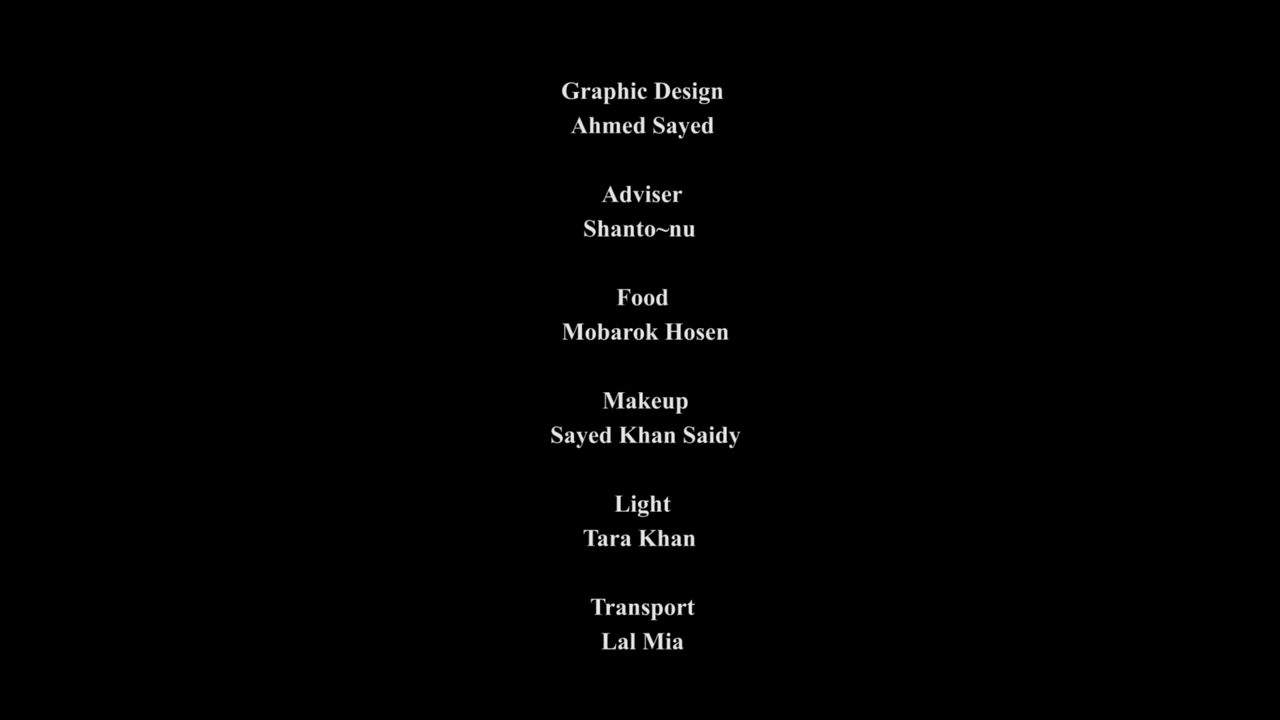 Graphic Design
Ahmed Sayed
Adviser
Shanto~nu
Food
Mobarok Hosen
Makeup
Sayed Khan Saidy
Light
Tara Khan
Transport
Lal Mia